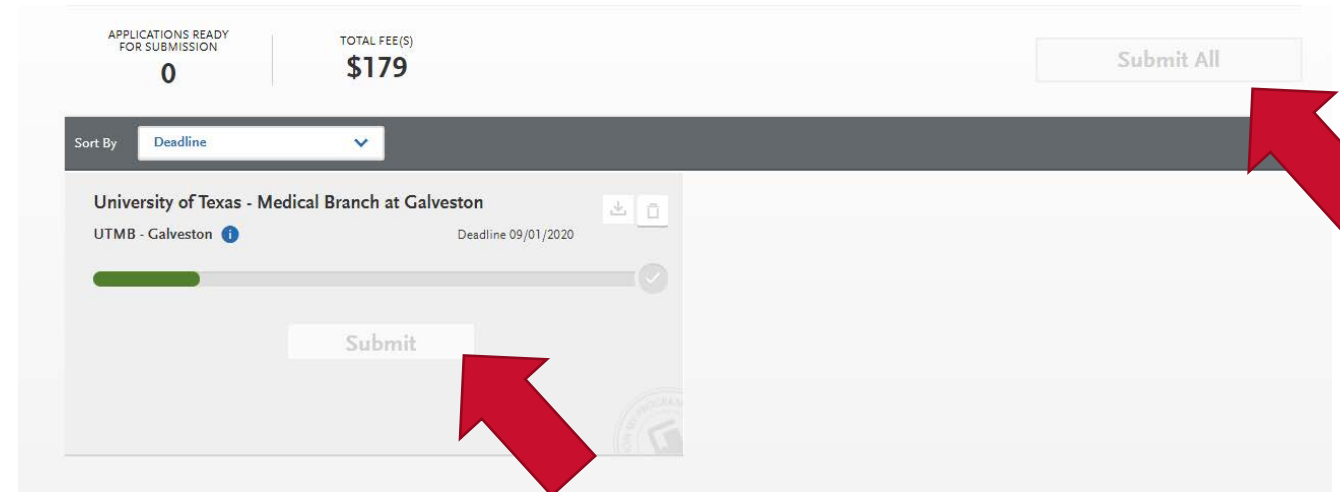 APPLICATIONS READY
FOR SUBMISSION
0
TOTAL FEE(S)
$179
Submit All
Sort By Deadline
University of Texas - Medical Branch at Galveston
UTMB - Galveston i Deadline 09/01/2020
Submit